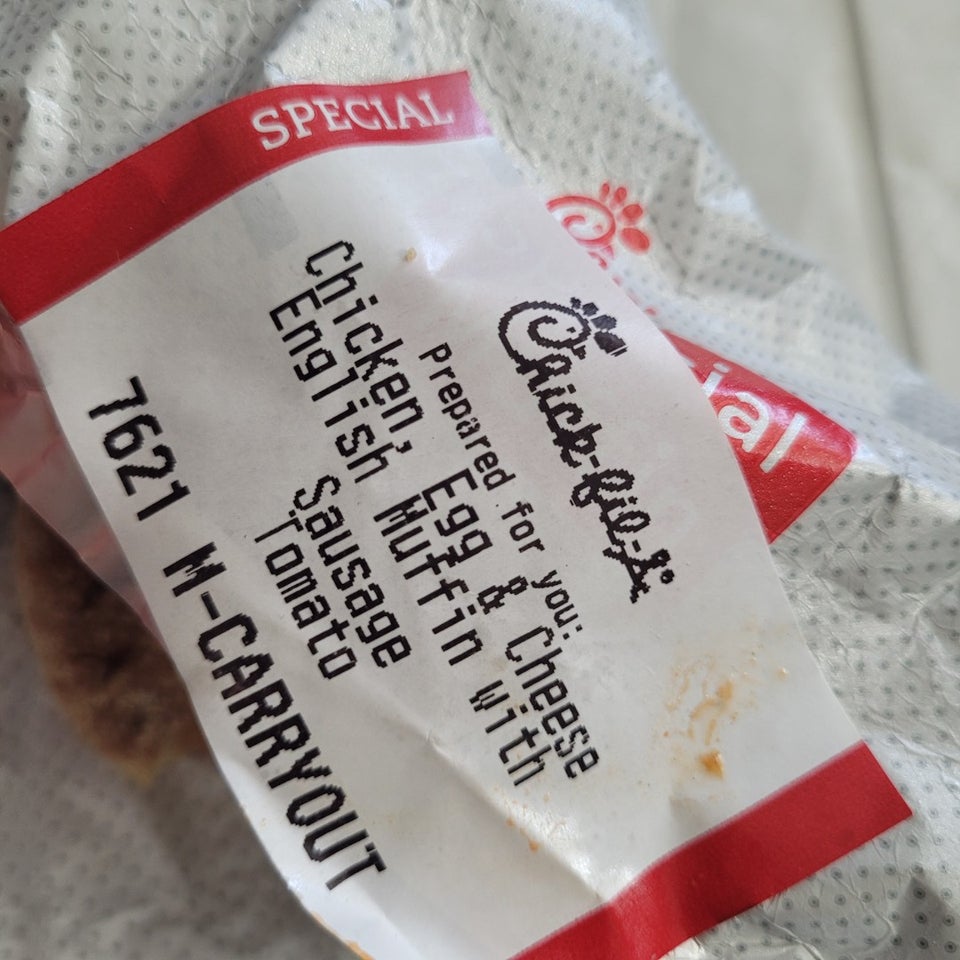 SPECIAL
Chick-fil-A
Prepared for you:
Chicken, Egg & Cheese
English Muffin with
Sausage
Tomato
7621 M-CARRYOUT